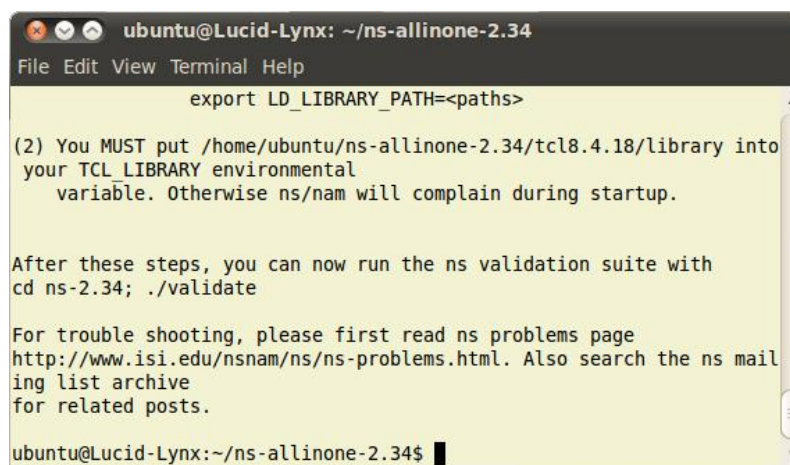 ubuntu@Lucid-Lynx: ~/ns-allinone-2.34
File Edit View Terminal Help
export LD_LIBRARY_PATH=<paths>
(2) You MUST put /home/ubuntu/ns-allinone-2.34/tcl8.4.18/library into
your TCL_LIBRARY environmental
variable. Otherwise ns/nam will complain during startup.
After these steps, you can now run the ns validation suite with
cd ns-2.34; ./validate
For trouble shooting, please first read ns problems page
http://www.isi.edu/nsnam/ns/ns-problems.html. Also search the ns mail
ing list archive
for related posts.
ubuntu@Lucid-Lynx:~/ns-allinone-2.34$